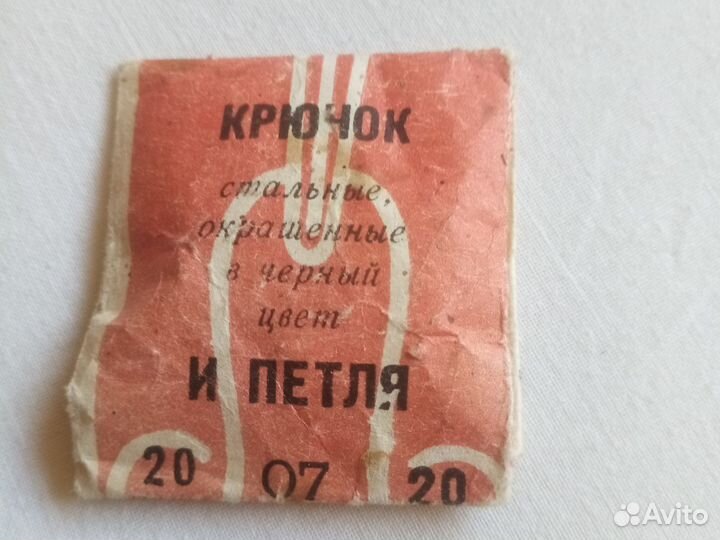 КРЮЧОК
стальные,
окрашенные
в черный
цвет
И ПЕТЛЯ
20 07 20
Avito